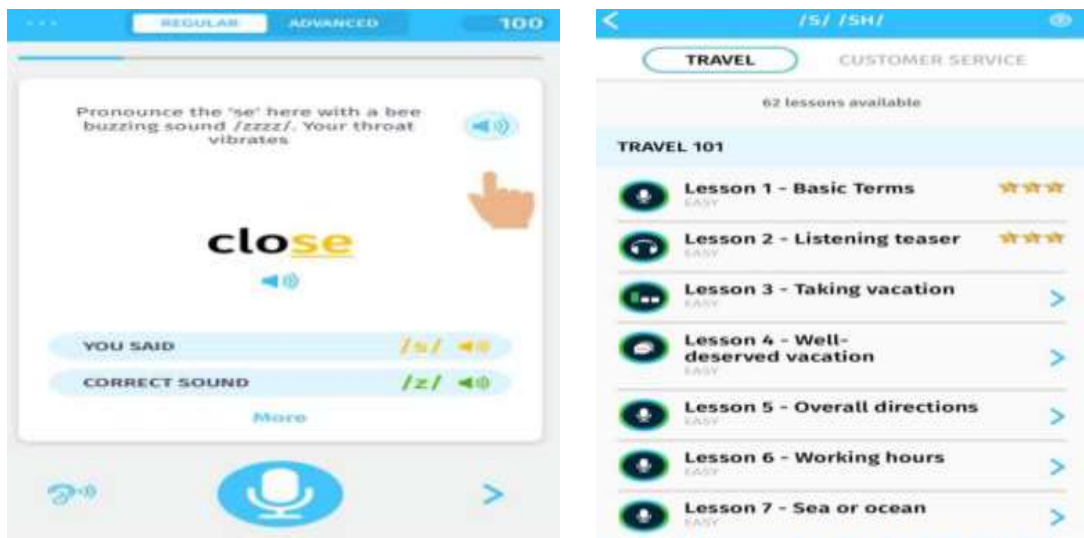 REGULAR ADVANCED 100
Pronounce the 'se' here with a bee
buzzing sound /zzzz/. Your throat
vibrates
close
YOU SAID /s/
CORRECT SOUND /z/
More
/S/ /SH/
TRAVEL CUSTOMER SERVICE
62 lessons available
TRAVEL 101
Lesson 1 - Basic Terms
EASY
Lesson 2 - Listening teaser
EASY
Lesson 3 - Taking vacation
EASY
Lesson 4 - Well-
deserved vacation
EASY
Lesson 5 - Overall directions
EASY
Lesson 6 - Working hours
EASY
Lesson 7 - Sea or ocean
EASY